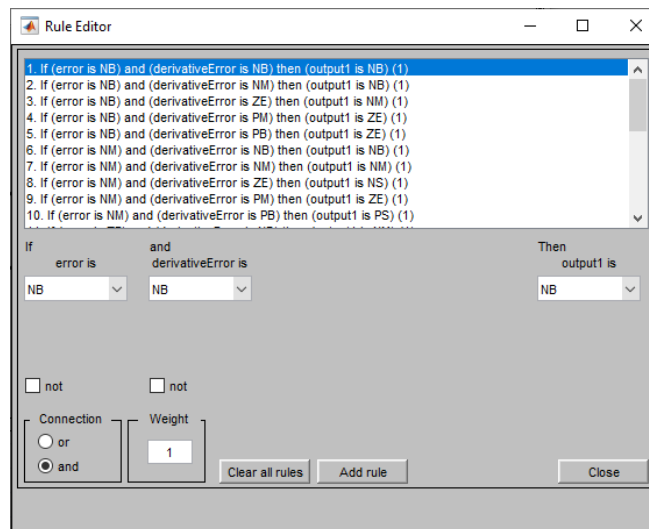 Rule Editor
1. If (error is NB) and (derivativeError is NB) then (output1 is NB) (1)
2. If (error is NB) and (derivativeError is NM) then (output1 is NB) (1)
3. If (error is NB) and (derivativeError is ZE) then (output1 is NM) (1)
4. If (error is NB) and (derivativeError is PM) then (output1 is ZE) (1)
5. If (error is NB) and (derivativeError is PB) then (output1 is ZE) (1)
6. If (error is NM) and (derivativeError is NB) then (output1 is NB) (1)
7. If (error is NM) and (derivativeError is NM) then (output1 is NM) (1)
8. If (error is NM) and (derivativeError is ZE) then (output1 is NS) (1)
9. If (error is NM) and (derivativeError is PM) then (output1 is ZE) (1)
10. If (error is NM) and (derivativeError is PB) then (output1 is PS) (1)
If and Then
error is derivativeError is output1 is
NB NB NB
not not
Connection Weight
or
and 1
Clear all rules Add rule Close